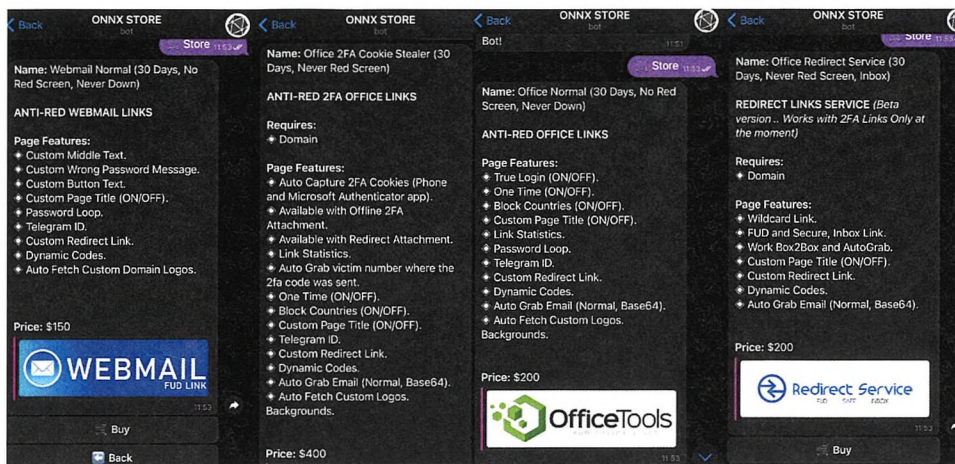 Back
ONNX STORE
bot
Store 11:53
Name: Webmail Normal (30 Days, No
Red Screen, Never Down)
ANTI-RED WEBMAIL LINKS
Page Features:
◈ Custom Middle Text.
◈ Custom Wrong Password Message.
◈ Custom Button Text.
◈ Custom Page Title (ON/OFF).
◈ Password Loop.
◈ Telegram ID.
◈ Custom Redirect Link.
◈ Dynamic Codes.
◈ Auto Fetch Custom Domain Logos.
Price: $150
WEBMAIL
FUD LINK
11:53
Buy
Back
Back
ONNX STORE
bot
Name: Office 2FA Cookie Stealer (30
Days, Never Red Screen)
ANTI-RED 2FA OFFICE LINKS
Requires:
◈ Domain
Page Features:
◈ Auto Capture 2FA Cookies (Phone
and Microsoft Authenticator app).
◈ Available with Offline 2FA
Attachment.
◈ Available with Redirect Attachment.
◈ Link Statistics.
◈ Auto Grab victim number where the
2fa code was sent.
◈ One Time (ON/OFF).
◈ Block Countries (ON/OFF).
◈ Custom Page Title (ON/OFF).
◈ Telegram ID.
◈ Custom Redirect Link.
◈ Dynamic Codes.
◈ Auto Grab Email (Normal, Base64).
◈ Auto Fetch Custom Logos.
Backgrounds.
Price: $400
Back
ONNX STORE
bot
Bot!
11:51
Store 11:53
Name: Office Normal (30 Days, No Red
Screen, Never Down)
ANTI-RED OFFICE LINKS
Page Features:
◈ True Login (ON/OFF).
◈ One Time (ON/OFF).
◈ Block Countries (ON/OFF).
◈ Custom Page Title (ON/OFF).
◈ Link Statistics.
◈ Password Loop.
◈ Telegram ID.
◈ Custom Redirect Link.
◈ Dynamic Codes.
◈ Auto Grab Email (Normal, Base64).
◈ Auto Fetch Custom Logos.
Backgrounds.
Price: $200
OfficeTools
11:53
Back
ONNX STORE
bot
Store 11:53
Name: Office Redirect Service (30
Days, Never Red Screen, Inbox)
REDIRECT LINKS SERVICE (Beta
version .. Works with 2FA Links Only at
the moment)
Requires:
◈ Domain
Page Features:
◈ Wildcard Link.
◈ FUD and Secure, Inbox Link.
◈ Work Box2Box and AutoGrab.
◈ Custom Page Title (ON/OFF).
◈ Custom Redirect Link.
◈ Dynamic Codes.
◈ Auto Grab Email (Normal, Base64).
Price: $200
Redirect Service
FUD SAFE INBOX
11:53
Buy